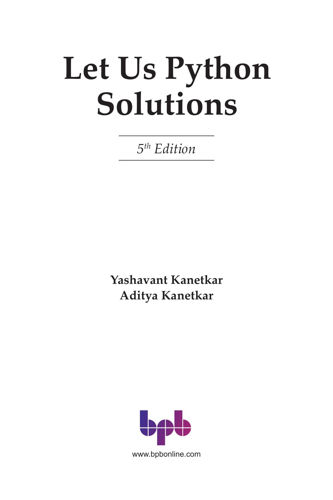 Let Us Python
Solutions
5th Edition
Yashavant Kanetkar
Aditya Kanetkar
bpb
www.bpbonline.com